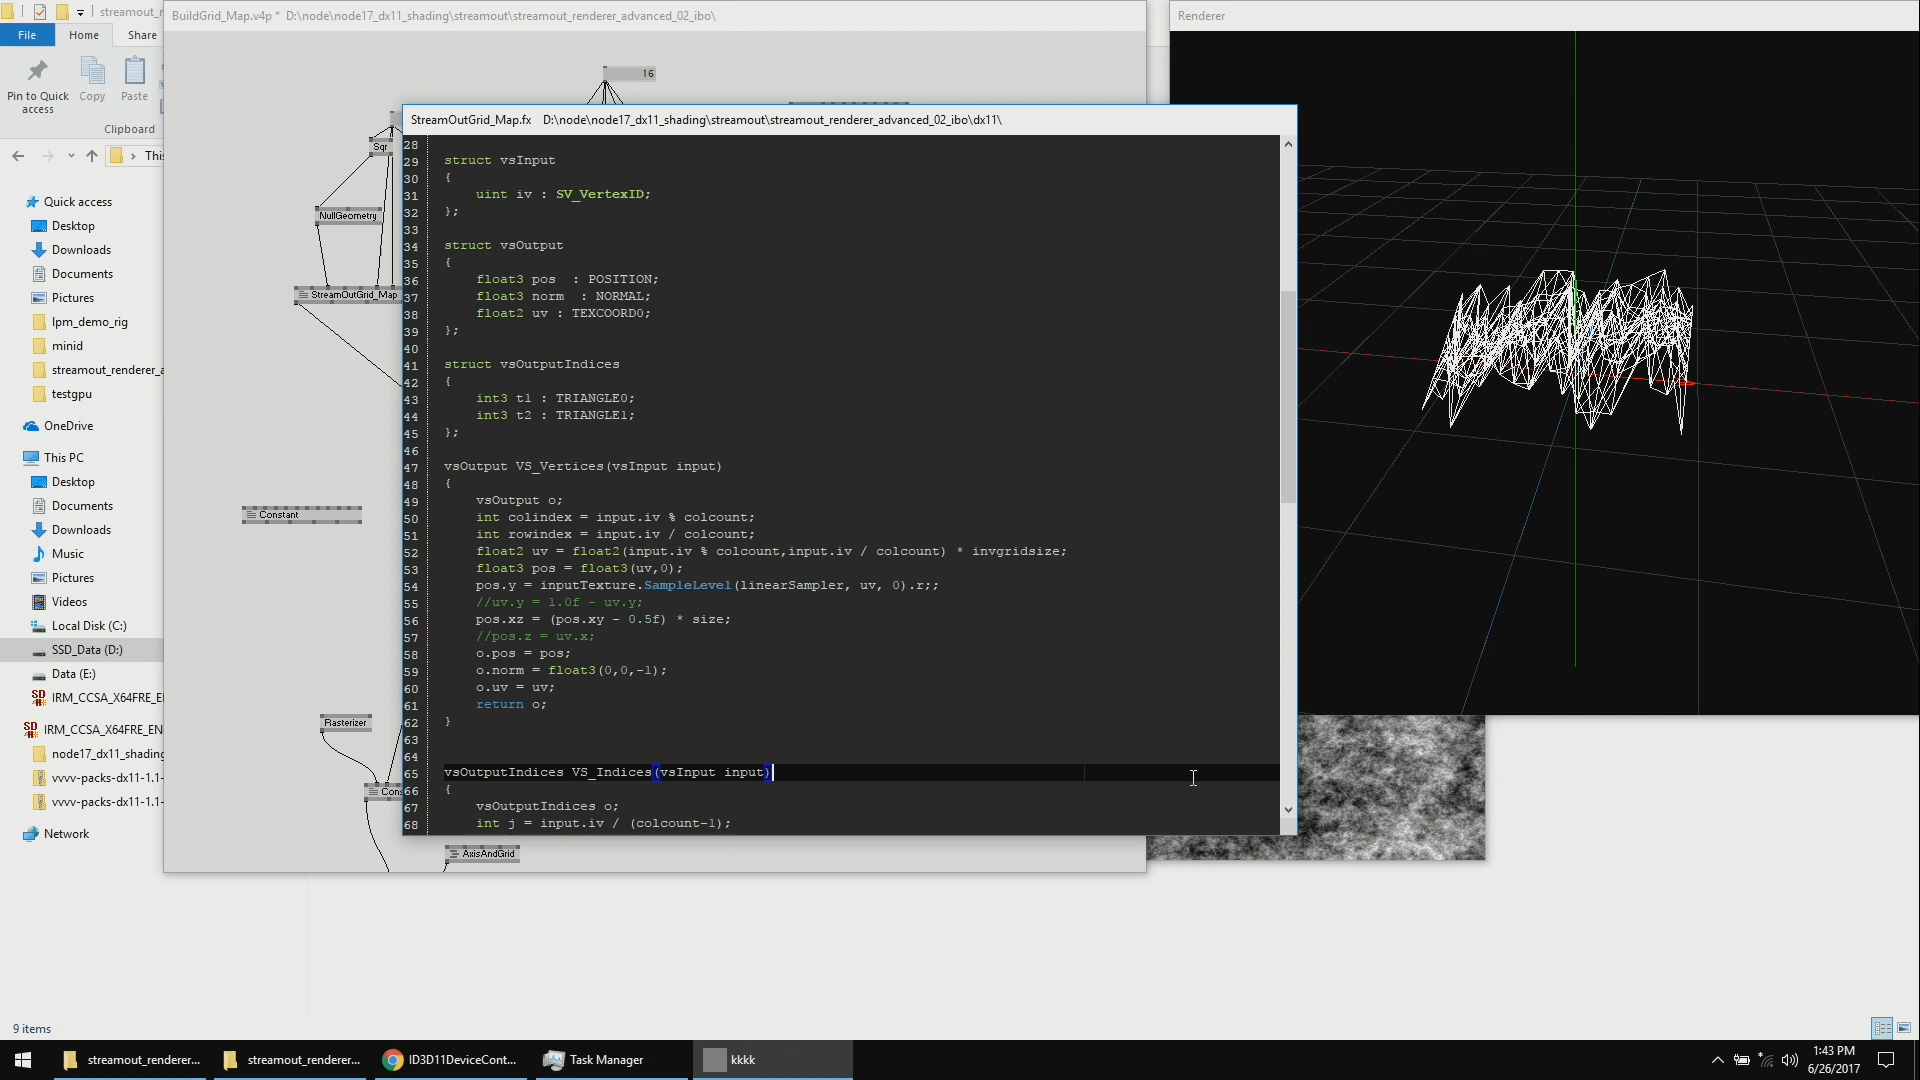 streamout_r
File
Home
Share
Pin to Quick access
Copy
Paste
Clipboard
This
Quick access
Desktop
Downloads
Documents
Pictures
lpm_demo_rig
minid
streamout_renderer_a
testgpu
OneDrive
This PC
Desktop
Documents
Downloads
Music
Pictures
Videos
Local Disk (C:)
SSD_Data (D:)
Data (E:)
IRM_CCSA_X64FRE_EN
IRM_CCSA_X64FRE_EN
node17_dx11_shading
vvvv-packs-dx11-1.1-
vvvv-packs-dx11-1.1-
Network
9 items
BuildGrid_Map.v4p * D:\node\node17_dx11_shading\streamout\streamout_renderer_advanced_02_ibo\
16
Sqr
NullGeometry
StreamOutGrid_Map
Constant
Rasterizer
Cons
AxisAndGrid
StreamOutGrid_Map.fx D:\node\node17_dx11_shading\streamout\streamout_renderer_advanced_02_ibo\dx11\
28
29 struct vsInput
30 {
31 uint iv : SV_VertexID;
32 };
33
34 struct vsOutput
35 {
36 float3 pos : POSITION;
37 float3 norm : NORMAL;
38 float2 uv : TEXCOORD0;
39 };
40
41 struct vsOutputIndices
42 {
43 int3 t1 : TRIANGLE0;
44 int3 t2 : TRIANGLE1;
45 };
46
47 vsOutput VS_Vertices(vsInput input)
48 {
49 vsOutput o;
50 int colindex = input.iv % colcount;
51 int rowindex = input.iv / colcount;
52 float2 uv = float2(input.iv % colcount,input.iv / colcount) * invgridsize;
53 float3 pos = float3(uv,0);
54 pos.y = inputTexture.SampleLevel(linearSampler, uv, 0).r;;
55 //uv.y = 1.0f - uv.y;
56 pos.xz = (pos.xy - 0.5f) * size;
57 //pos.z = uv.x;
58 o.pos = pos;
59 o.norm = float3(0,0,-1);
60 o.uv = uv;
61 return o;
62 }
63
64
65 vsOutputIndices VS_Indices(vsInput input)
66 {
67 vsOutputIndices o;
68 int j = input.iv / (colcount-1);
Renderer
streamout_renderer...
streamout_renderer...
ID3D11DeviceCont...
Task Manager
kkkk
1:43 PM
6/26/2017